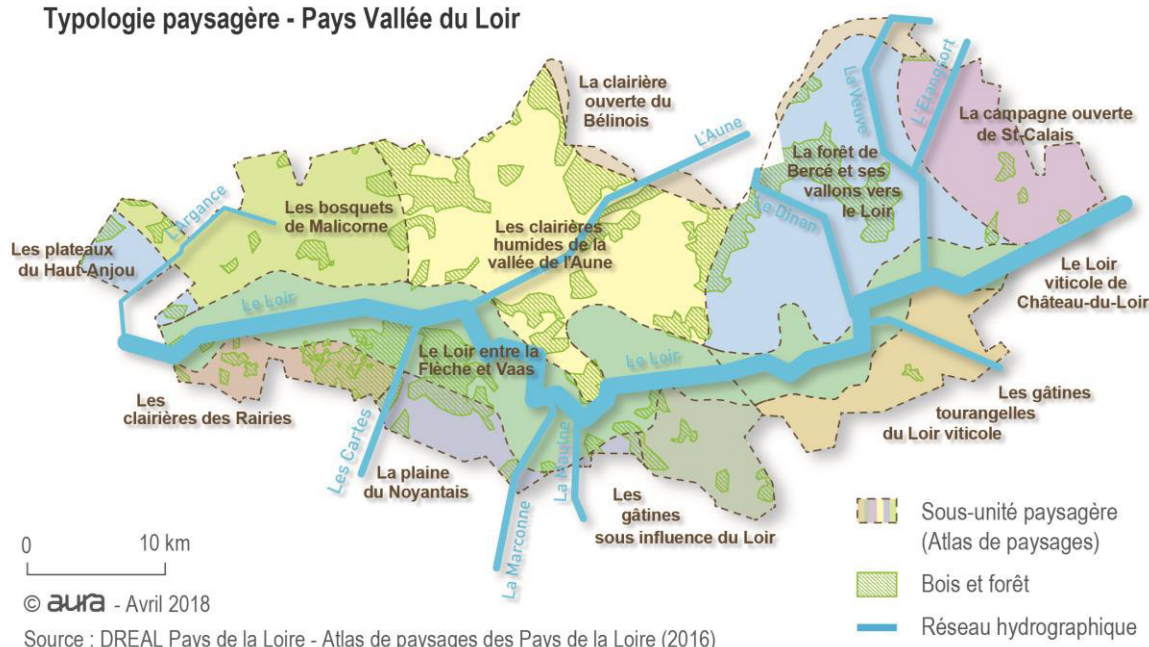 Typologie paysagère - Pays Vallée du Loir
La clairière
ouverte du
Bélinois
La Veuve
L'Etangsort
La campagne ouverte
de St-Calais
L'Aune
La forêt de
Bercé et ses
vallons vers
le Loir
Le Dinan
L'Argance
Les bosquets
de Malicorne
Les clairières
humides de la
vallée de l'Aune
Les plateaux
du Haut-Anjou
Le Loir
viticole de
Château-du-Loir
Le Loir
Le Loir entre la
Flèche et Vaas
Le Loir
Les
clairières des Rairies
Les gâtines
tourangelles
du Loir viticole
Les Cartes
La plaine
du Noyantais
La Marconne
La Maulne
Les
gâtines
sous influence du Loir
Sous-unité paysagère
(Atlas de paysages)
Bois et forêt
Réseau hydrographique
0 10 km
© aura - Avril 2018
Source : DREAL Pays de la Loire - Atlas de paysages des Pays de la Loire (2016)